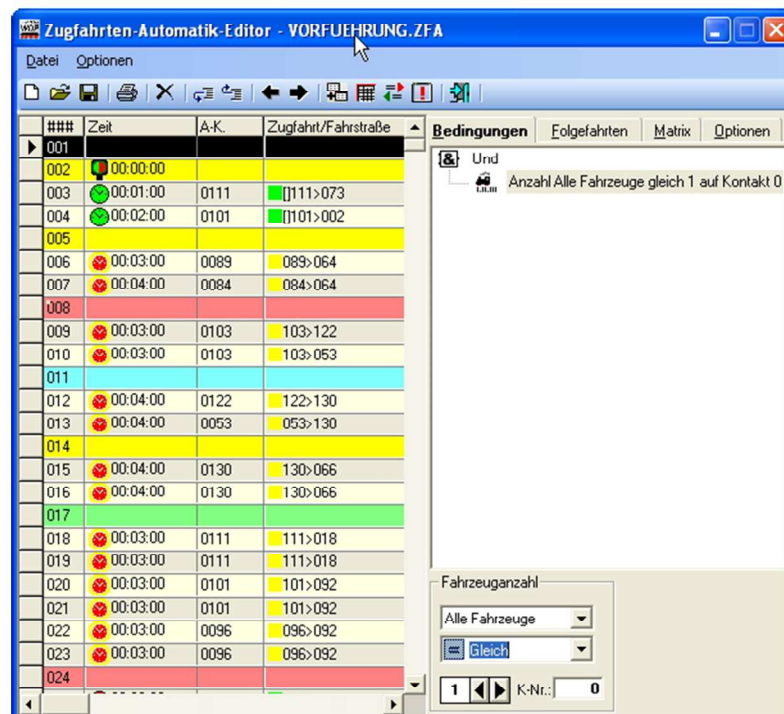 Zugfahrten-Automatik-Editor - VORFUEHRUNG.ZFA
Datei Optionen
### Zeit A-K. Zugfahrt/Fahrstraße
001
002 00:00:00
003 00:01:00 0111 []111>073
004 00:02:00 0101 []101>002
005
006 00:03:00 0089 089>064
007 00:04:00 0084 084>064
008
009 00:03:00 0103 103>122
010 00:03:00 0103 103>053
011
012 00:04:00 0122 122>130
013 00:04:00 0053 053>130
014
015 00:04:00 0130 130>066
016 00:04:00 0130 130>066
017
018 00:03:00 0111 111>018
019 00:03:00 0111 111>018
020 00:03:00 0101 101>092
021 00:03:00 0101 101>092
022 00:03:00 0096 096>092
023 00:03:00 0096 096>092
024
Bedingungen Folgefahrten Matrix Optionen
& Und
I.II.III Anzahl Alle Fahrzeuge gleich 1 auf Kontakt 0
Fahrzeuganzahl
Alle Fahrzeuge
= Gleich
1 K-Nr.: 0